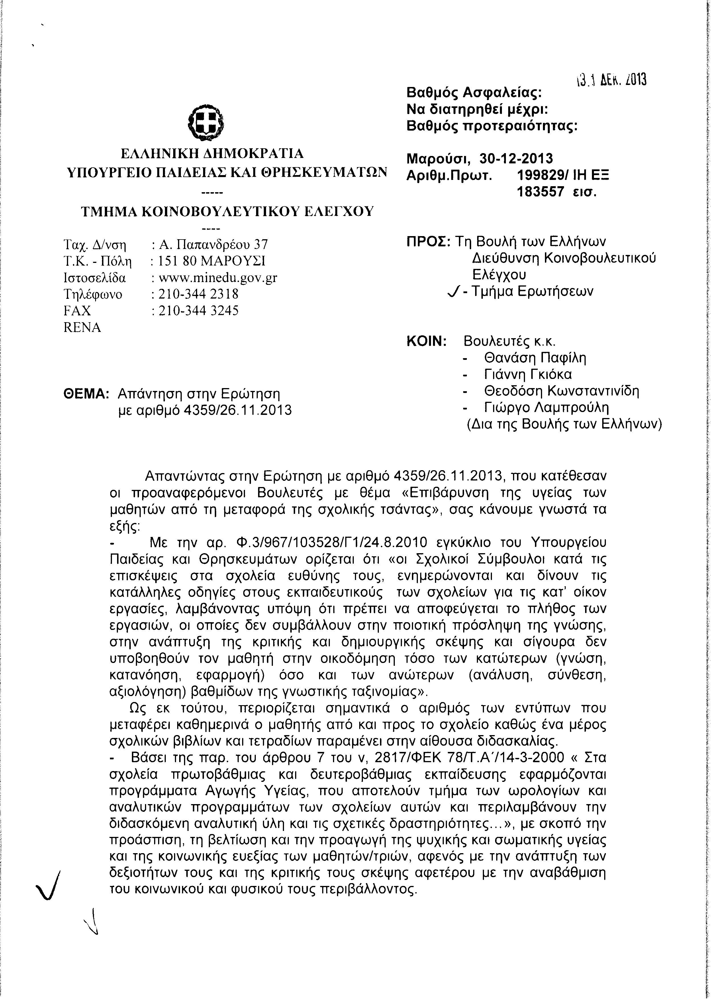 31 ΔΕΚ. 2013
Βαθμός Ασφαλείας:
Να διατηρηθεί μέχρι:
Βαθμός προτεραιότητας:
ΕΛΛΗΝΙΚΗ ΔΗΜΟΚΡΑΤΙΑ
ΥΠΟΥΡΓΕΙΟ ΠΑΙΔΕΙΑΣ ΚΑΙ ΘΡΗΣΚΕΥΜΑΤΩΝ
-----
ΤΜΗΜΑ ΚΟΙΝΟΒΟΥΛΕΥΤΙΚΟΥ ΕΛΕΓΧΟΥ
----
Μαρούσι, 30-12-2013
Αριθμ.Πρωτ. 199829/ ΙΗ ΕΞ
183557 εισ.
Ταχ. Δ/νση : Α. Παπανδρέου 37
Τ.Κ. - Πόλη : 151 80 ΜΑΡΟΥΣΙ
Ιστοσελίδα : www.minedu.gov.gr
Τηλέφωνο : 210-344 2318
FAX : 210-344 3245
RENA
ΠΡΟΣ: Τη Βουλή των Ελλήνων
Διεύθυνση Κοινοβουλευτικού
Ελέγχου
- Τμήμα Ερωτήσεων
ΚΟΙΝ: Βουλευτές κ.κ.
- Θανάση Παφίλη
- Γιάννη Γκιόκα
- Θεοδόση Κωνσταντινίδη
- Γιώργο Λαμπρούλη
(Δια της Βουλής των Ελλήνων)
ΘΕΜΑ: Απάντηση στην Ερώτηση
με αριθμό 4359/26.11.2013
Απαντώντας στην Ερώτηση με αριθμό 4359/26.11.2013, που κατέθεσαν
οι προαναφερόμενοι Βουλευτές με θέμα «Επιβάρυνση της υγείας των
μαθητών από τη μεταφορά της σχολικής τσάντας», σας κάνουμε γνωστά τα
εξής:
- Με την αρ. Φ.3/967/103528/Γ1/24.8.2010 εγκύκλιο του Υπουργείου
Παιδείας και Θρησκευμάτων ορίζεται ότι «οι Σχολικοί Σύμβουλοι κατά τις
επισκέψεις στα σχολεία ευθύνης τους, ενημερώνονται και δίνουν τις
κατάλληλες οδηγίες στους εκπαιδευτικούς των σχολείων για τις κατ’ οίκον
εργασίες, λαμβάνοντας υπόψη ότι πρέπει να αποφεύγεται το πλήθος των
εργασιών, οι οποίες δεν συμβάλλουν στην ποιοτική πρόσληψη της γνώσης,
στην ανάπτυξη της κριτικής και δημιουργικής σκέψης και σίγουρα δεν
υποβοηθούν τον μαθητή στην οικοδόμηση τόσο των κατώτερων (γνώση,
κατανόηση, εφαρμογή) όσο και των ανώτερων (ανάλυση, σύνθεση,
αξιολόγηση) βαθμίδων της γνωστικής ταξινομίας».
Ως εκ τούτου, περιορίζεται σημαντικά ο αριθμός των εντύπων που
μεταφέρει καθημερινά ο μαθητής από και προς το σχολείο καθώς ένα μέρος
σχολικών βιβλίων και τετραδίων παραμένει στην αίθουσα διδασκαλίας.
- Βάσει της παρ. του άρθρου 7 του ν, 2817/ΦΕΚ 78/Τ.Α΄/14-3-2000 « Στα
σχολεία πρωτοβάθμιας και δευτεροβάθμιας εκπαίδευσης εφαρμόζονται
προγράμματα Αγωγής Υγείας, που αποτελούν τμήμα των ωρολογίων και
αναλυτικών προγραμμάτων των σχολείων αυτών και περιλαμβάνουν την
διδασκόμενη αναλυτική ύλη και τις σχετικές δραστηριότητες...», με σκοπό την
προάσπιση, τη βελτίωση και την προαγωγή της ψυχικής και σωματικής υγείας
και της κοινωνικής ευεξίας των μαθητών/τριών, αφενός με την ανάπτυξη των
δεξιοτήτων τους και της κριτικής τους σκέψης αφετέρου με την αναβάθμιση
του κοινωνικού και φυσικού τους περιβάλλοντος.